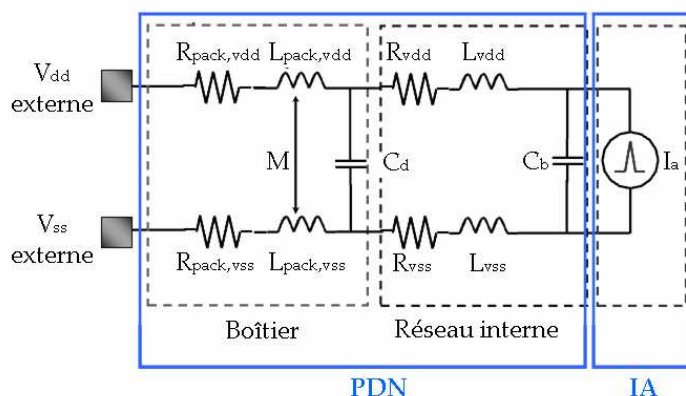 Rpack,vdd Lpack,vdd Rvdd Lvdd
Vdd
externe
M Cd Cb Ia
Vss
externe
Rpack,vss Lpack,vss Rvss Lvss
Boîtier Réseau interne
PDN IA